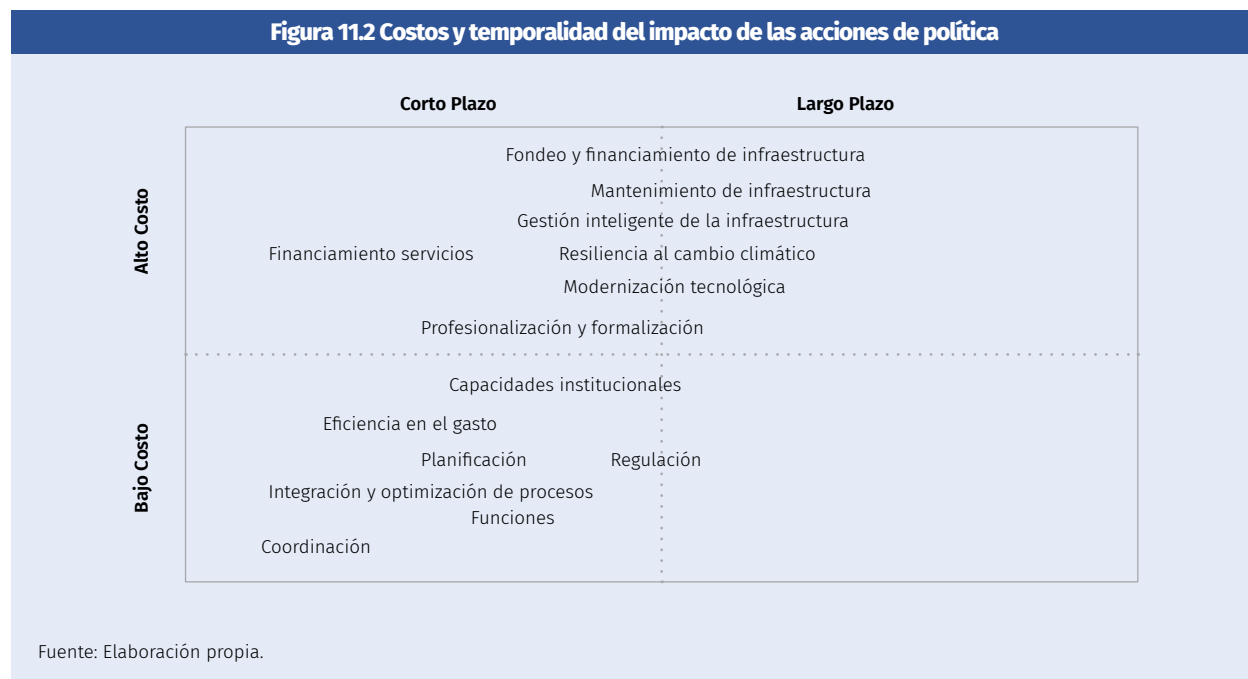 Figura 11.2 Costos y temporalidad del impacto de las acciones de política
Corto Plazo
Largo Plazo
Alto Costo
Fondeo y financiamiento de infraestructura
Mantenimiento de infraestructura
Gestión inteligente de la infraestructura
Financiamiento servicios
Resiliencia al cambio climático
Modernización tecnológica
Profesionalización y formalización
Bajo Costo
Capacidades institucionales
Eficiencia en el gasto
Planificación
Regulación
Integración y optimización de procesos
Funciones
Coordinación
Fuente: Elaboración propia.